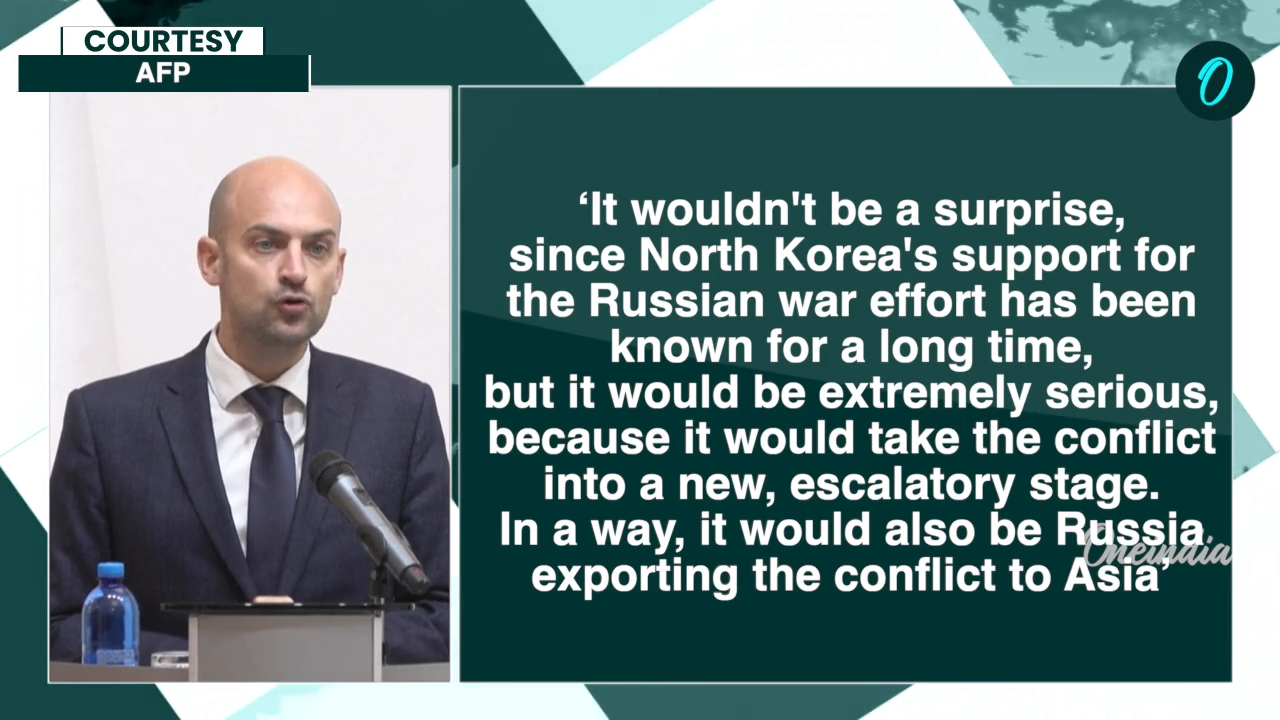 COURTESY
AFP
O
‘It wouldn't be a surprise,
since North Korea's support for
the Russian war effort has been
known for a long time,
but it would be extremely serious,
because it would take the conflict
into a new, escalatory stage.
In a way, it would also be Russia
exporting the conflict to Asia’
Oneindia